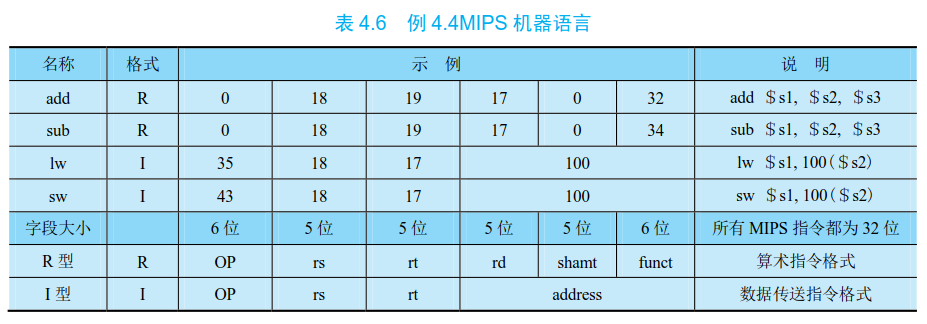 表 4.6 例 4.4MIPS 机器语言
名称 格式 示 例 说 明
add R 0 18 19 17 0 32 add $s1, $s2, $s3
sub R 0 18 19 17 0 34 sub $s1, $s2, $s3
lw I 35 18 17 100 lw $s1, 100($s2)
sw I 43 18 17 100 sw $s1, 100($s2)
字段大小 6 位 5 位 5 位 5 位 5 位 6 位 所有 MIPS 指令都为 32 位
R 型 R OP rs rt rd shamt funct 算术指令格式
I 型 I OP rs rt address 数据传送指令格式